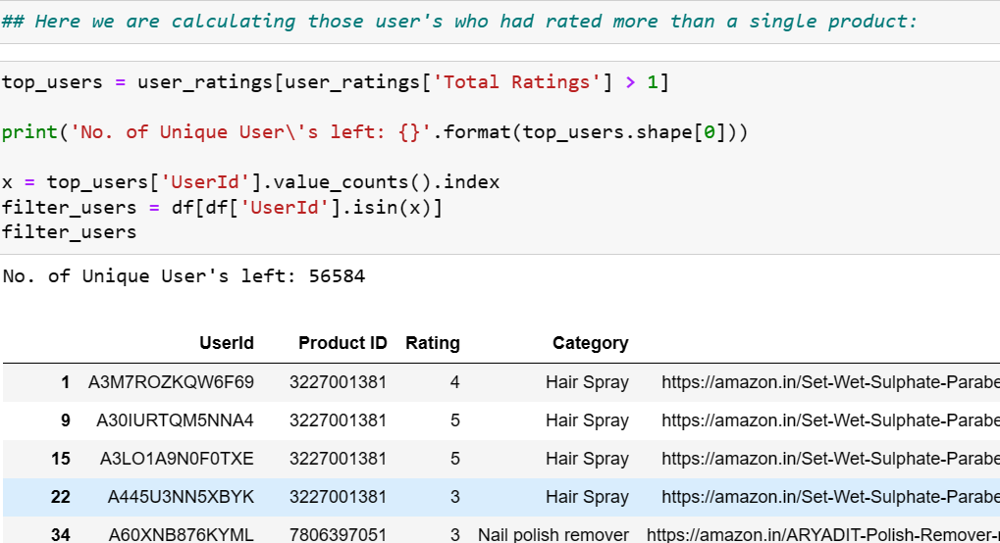 ## Here we are calculating those user's who had rated more than a single product:
top_users = user_ratings[user_ratings['Total Ratings'] > 1]
print('No. of Unique User\'s left: {}'.format(top_users.shape[0]))
x = top_users['UserId'].value_counts().index
filter_users = df[df['UserId'].isin(x)]
filter_users
No. of Unique User's left: 56584
UserId Product ID Rating Category
1 A3M7ROZKQW6F69 3227001381 4 Hair Spray https://amazon.in/Set-Wet-Sulphate-Parabe
9 A30IURTQM5NNA4 3227001381 5 Hair Spray https://amazon.in/Set-Wet-Sulphate-Parabe
15 A3LO1A9N0F0TXE 3227001381 5 Hair Spray https://amazon.in/Set-Wet-Sulphate-Parabe
22 A445U3NN5XBYK 3227001381 3 Hair Spray https://amazon.in/Set-Wet-Sulphate-Parabe
34 A60XNB876KYML 7806397051 3 Nail polish remover https://amazon.in/ARYADIT-Polish-Remover-